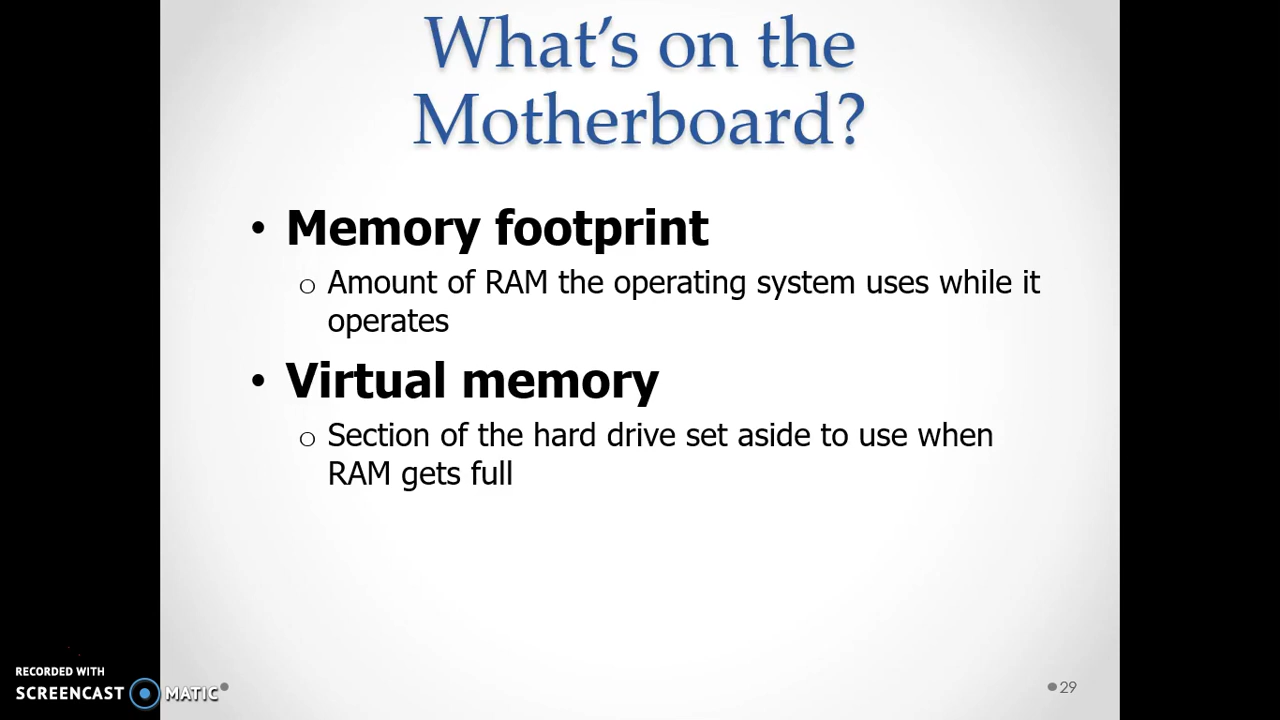 What’s on the
Motherboard?
• Memory footprint
o Amount of RAM the operating system uses while it
operates
• Virtual memory
o Section of the hard drive set aside to use when
RAM gets full
RECORDED WITH
SCREENCAST MATIC
29